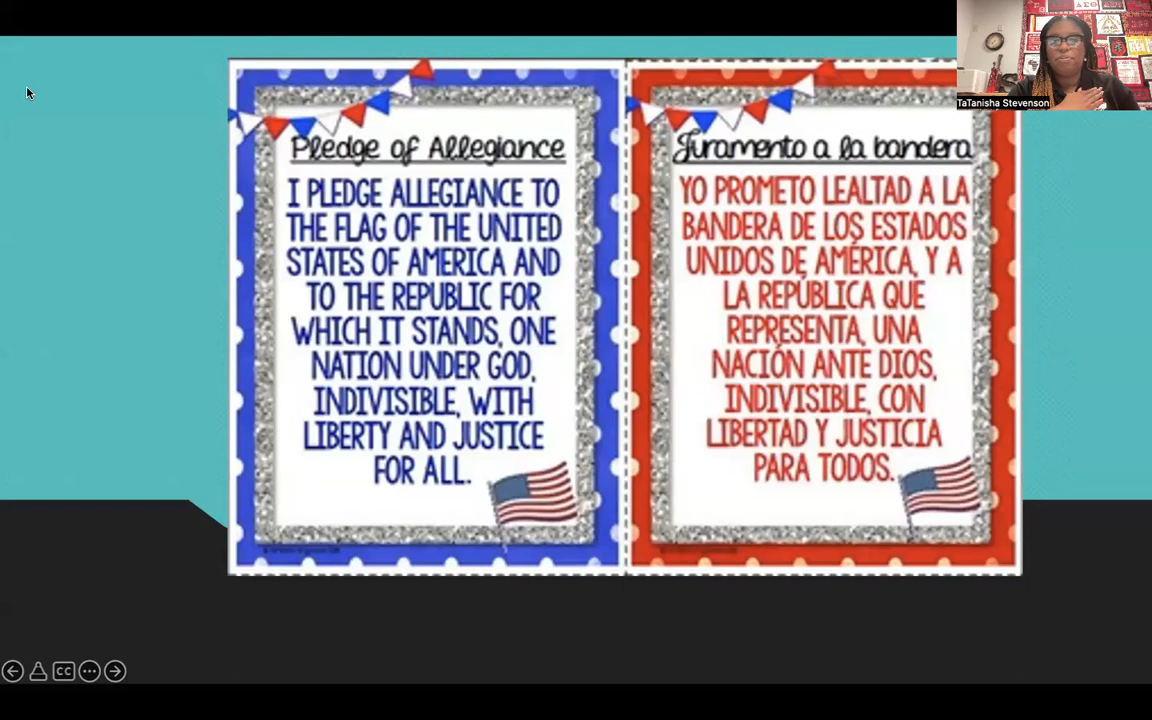 TaTanisha Stevenson
Pledge of Allegiance
I PLEDGE ALLEGIANCE TO
THE FLAG OF THE UNITED
STATES OF AMERICA AND
TO THE REPUBLIC FOR
WHICH IT STANDS, ONE
NATION UNDER GOD,
INDIVISIBLE, WITH
LIBERTY AND JUSTICE
FOR ALL.
Juramento a la bandera
YO PROMETO LEALTAD A LA
BANDERA DE LOS ESTADOS
UNIDOS DE AMÉRICA, Y A
LA REPÚBLICA QUE
REPRESENTA, UNA
NACIÓN ANTE DIOS,
INDIVISIBLE, CON
LIBERTAD Y JUSTICIA
PARA TODOS.
CC